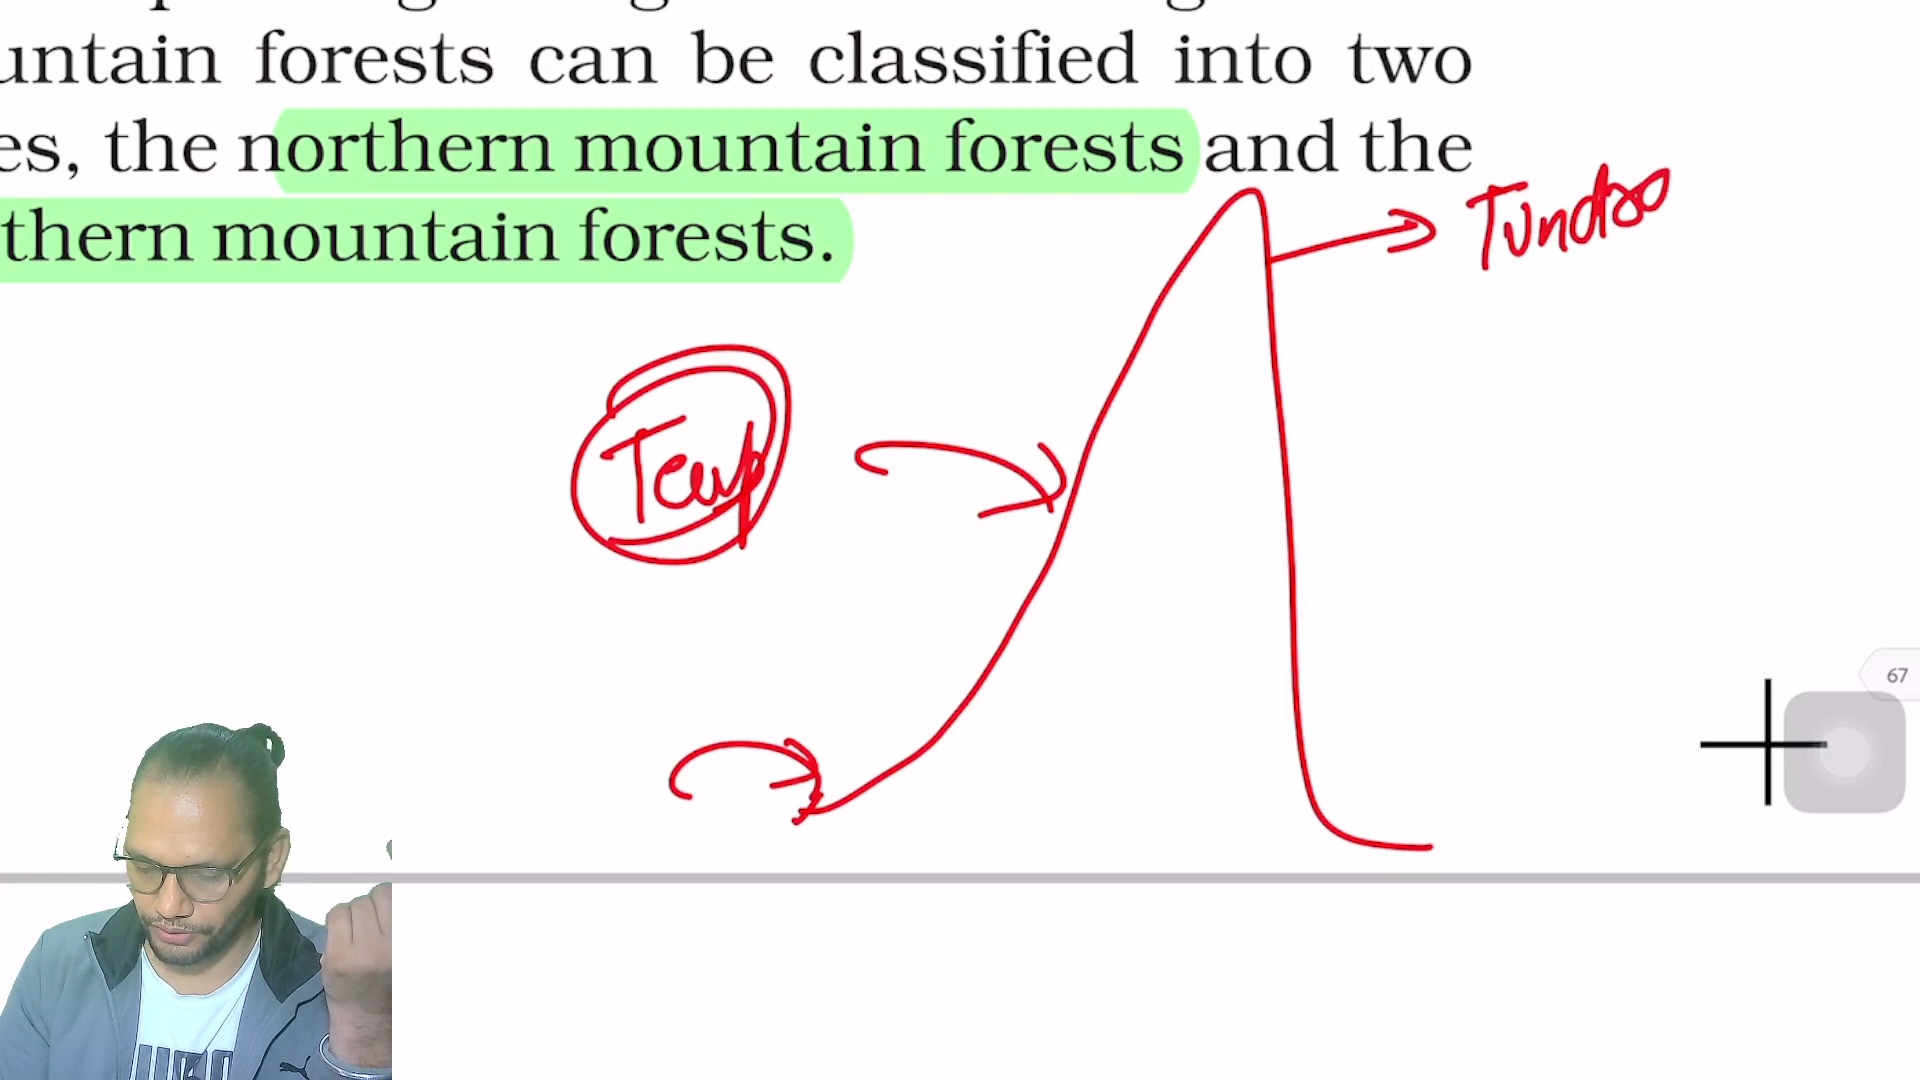 untain forests can be classified into two
es, the northern mountain forests and the
thern mountain forests.
Tundra
Temp
67